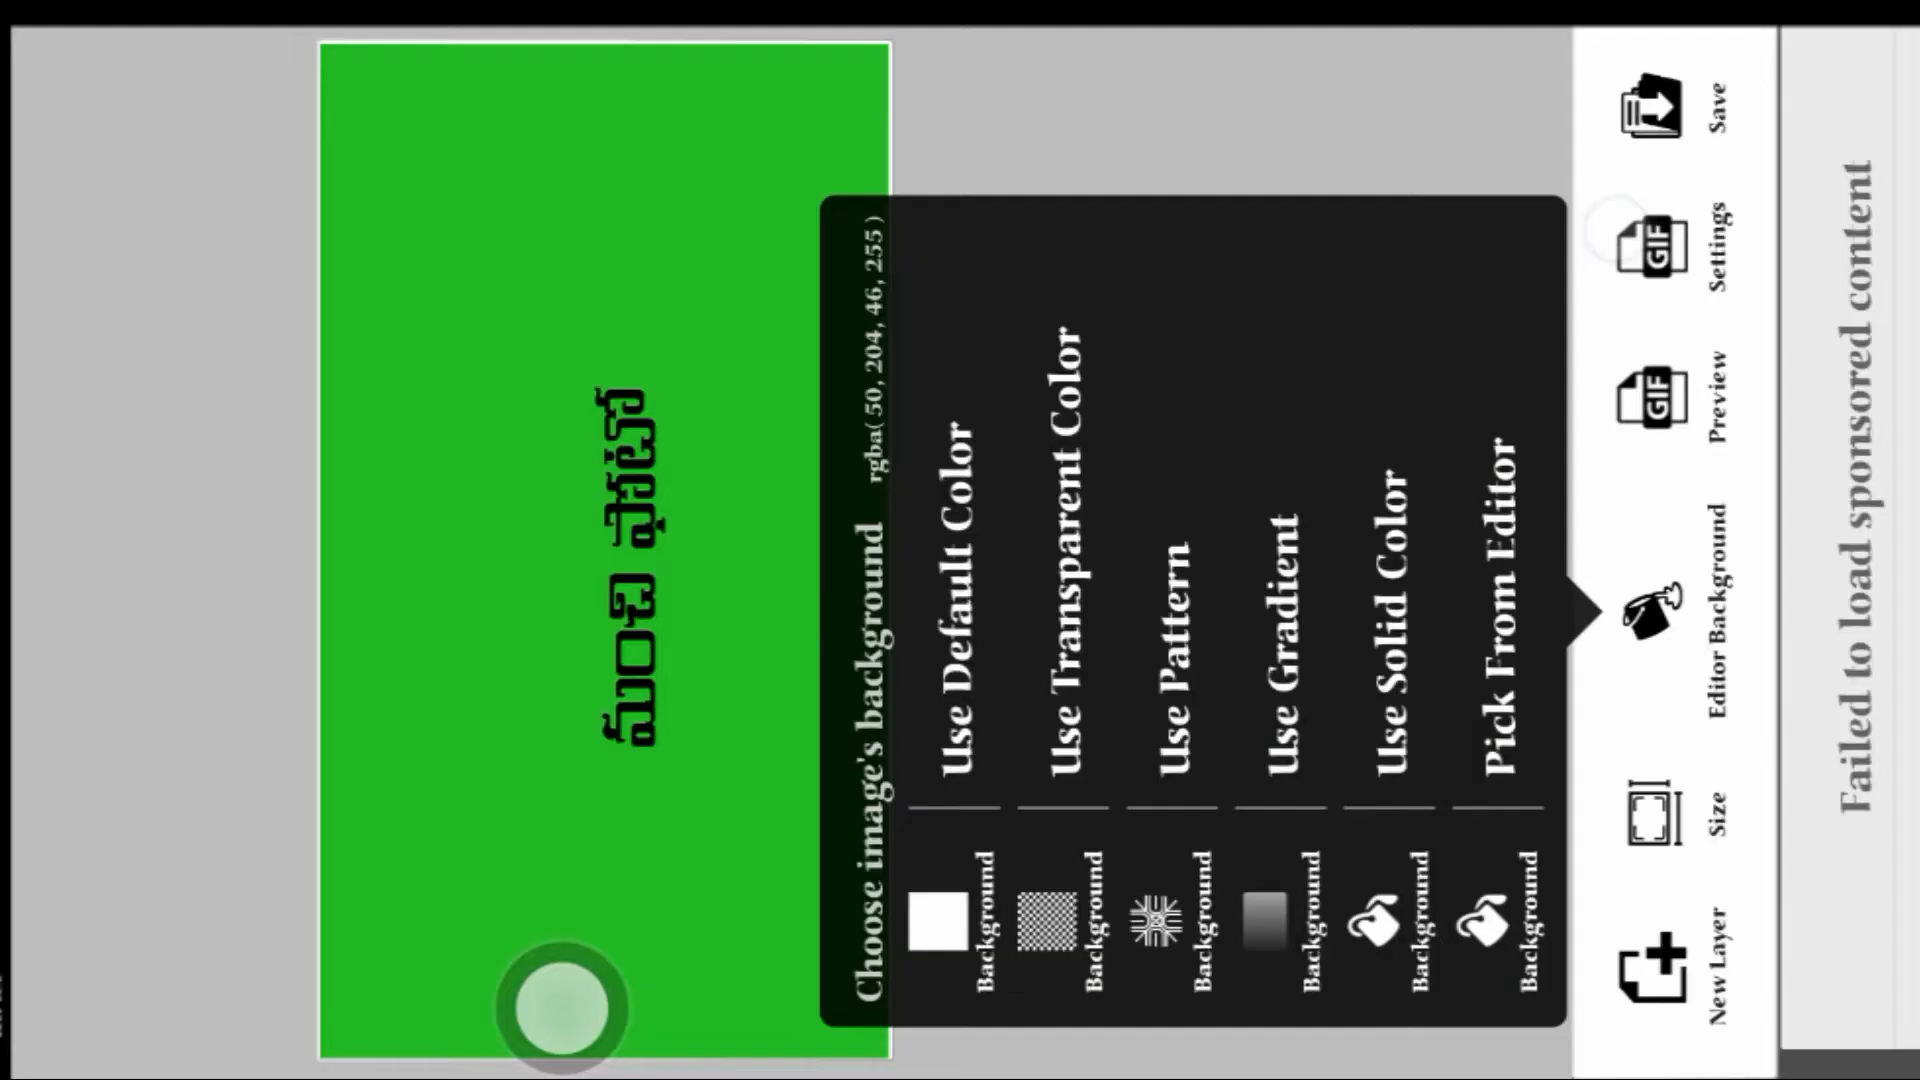 Choose image's background rgba( 50, 204, 46, 255 )
Use Default Color
Background
Use Transparent Color
Background
Use Pattern
Background
Use Gradient
Background
Use Solid Color
Background
Pick From Editor
Background
GIF
GIF
New Layer
Size
Editor Background
Preview
Settings
Save
Failed to load sponsored content